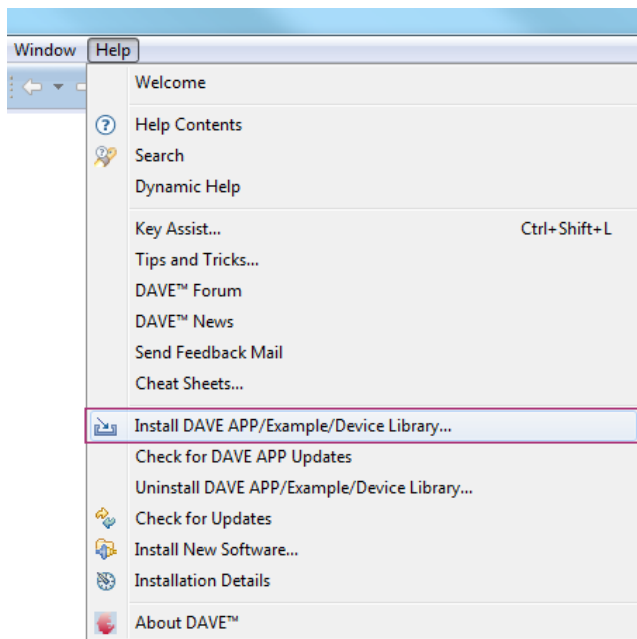 Window Help
Welcome
Help Contents
Search
Dynamic Help
Key Assist... Ctrl+Shift+L
Tips and Tricks...
DAVE™ Forum
DAVE™ News
Send Feedback Mail
Cheat Sheets...
Install DAVE APP/Example/Device Library...
Check for DAVE APP Updates
Uninstall DAVE APP/Example/Device Library...
Check for Updates
Install New Software...
Installation Details
About DAVE™